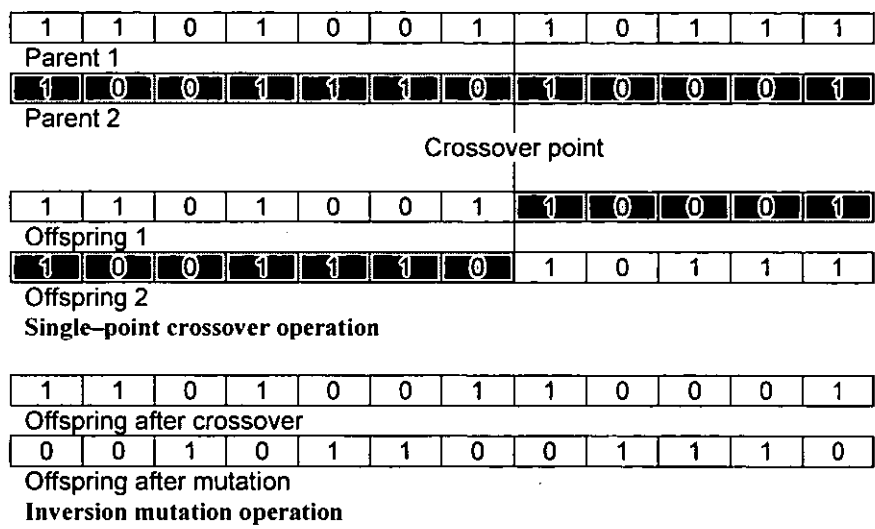 1 1 0 1 0 0 1 1 0 1 1 1
Parent 1
1 0 0 1 1 1 0 1 0 0 0 1
Parent 2
Crossover point
1 1 0 1 0 0 1 1 0 0 0 1
Offspring 1
1 0 0 1 1 1 0 1 0 1 1 1
Offspring 2
Single–point crossover operation
1 1 0 1 0 0 1 1 0 0 0 1
Offspring after crossover
0 0 1 0 1 1 0 0 1 1 1 0
Offspring after mutation
Inversion mutation operation